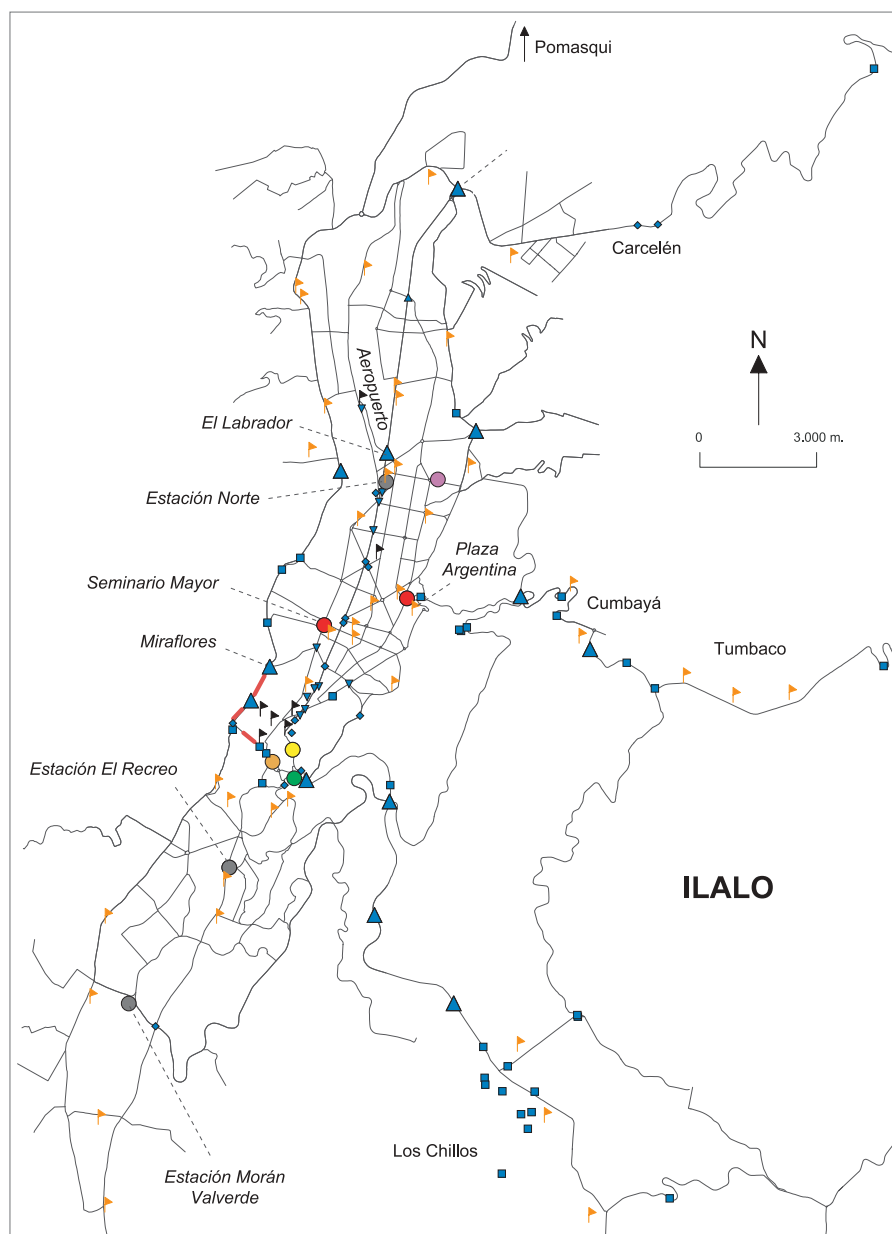 Pomasqui
Carcelén
N
Aeropuerto
El Labrador
0 3.000 m.
Estación Norte
Plaza
Argentina
Seminario Mayor
Cumbayá
Miraflores
Tumbaco
Estación El Recreo
ILALO
Los Chillos
Estación Morán
Valverde